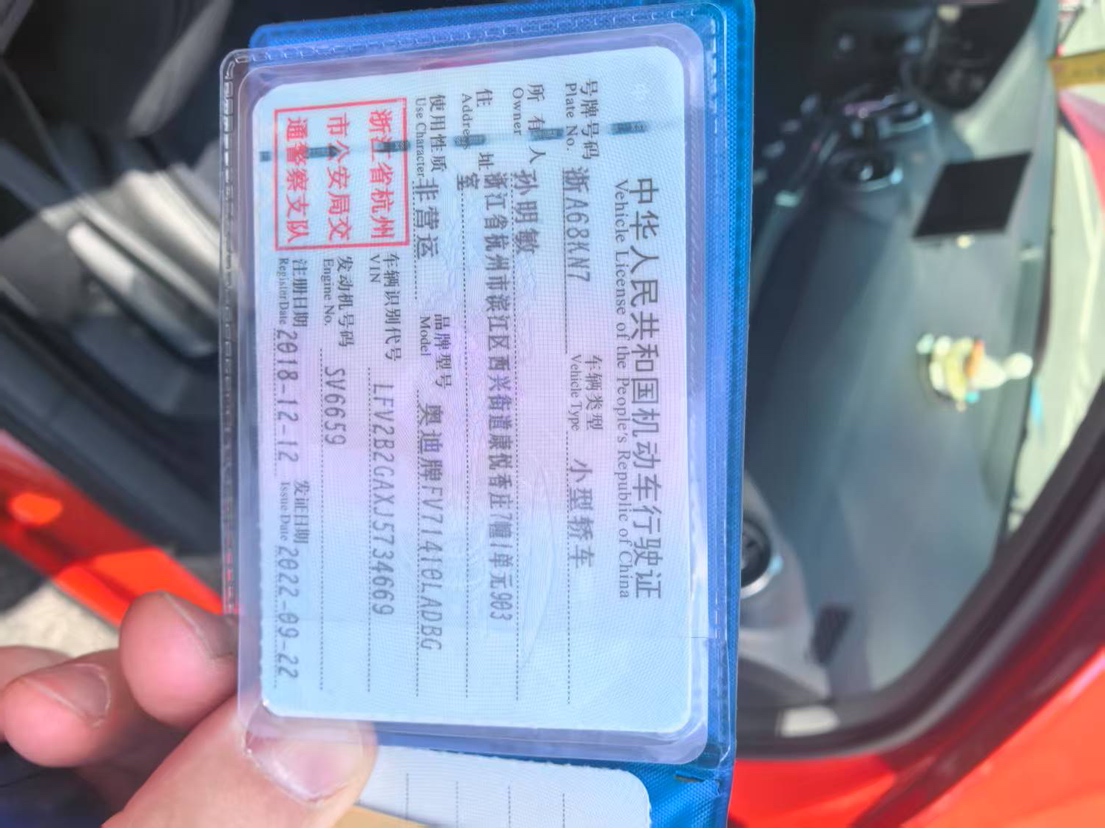 中华人民共和国机动车行驶证
Vehicle License of the People's Republic of China
号牌号码 浙A68KN7 车辆类型 小型轿车
Plate No. Vehicle Type
所有人 孙明敏
Owner
住址 浙江省杭州市滨江区西兴街道康悦香庄7幢1单元903
Address 室
使用性质 非营运 品牌型号 奥迪牌FV71410LADBG
Use Character Model
浙江省杭州
市公安局交
通警察支队
车辆识别代号 LFV2B2GAXJ5734669
VIN
发动机号码 SV6659
Engine No.
注册日期 2018-12-12 发证日期 2022-09-22
Register Date Issue Date